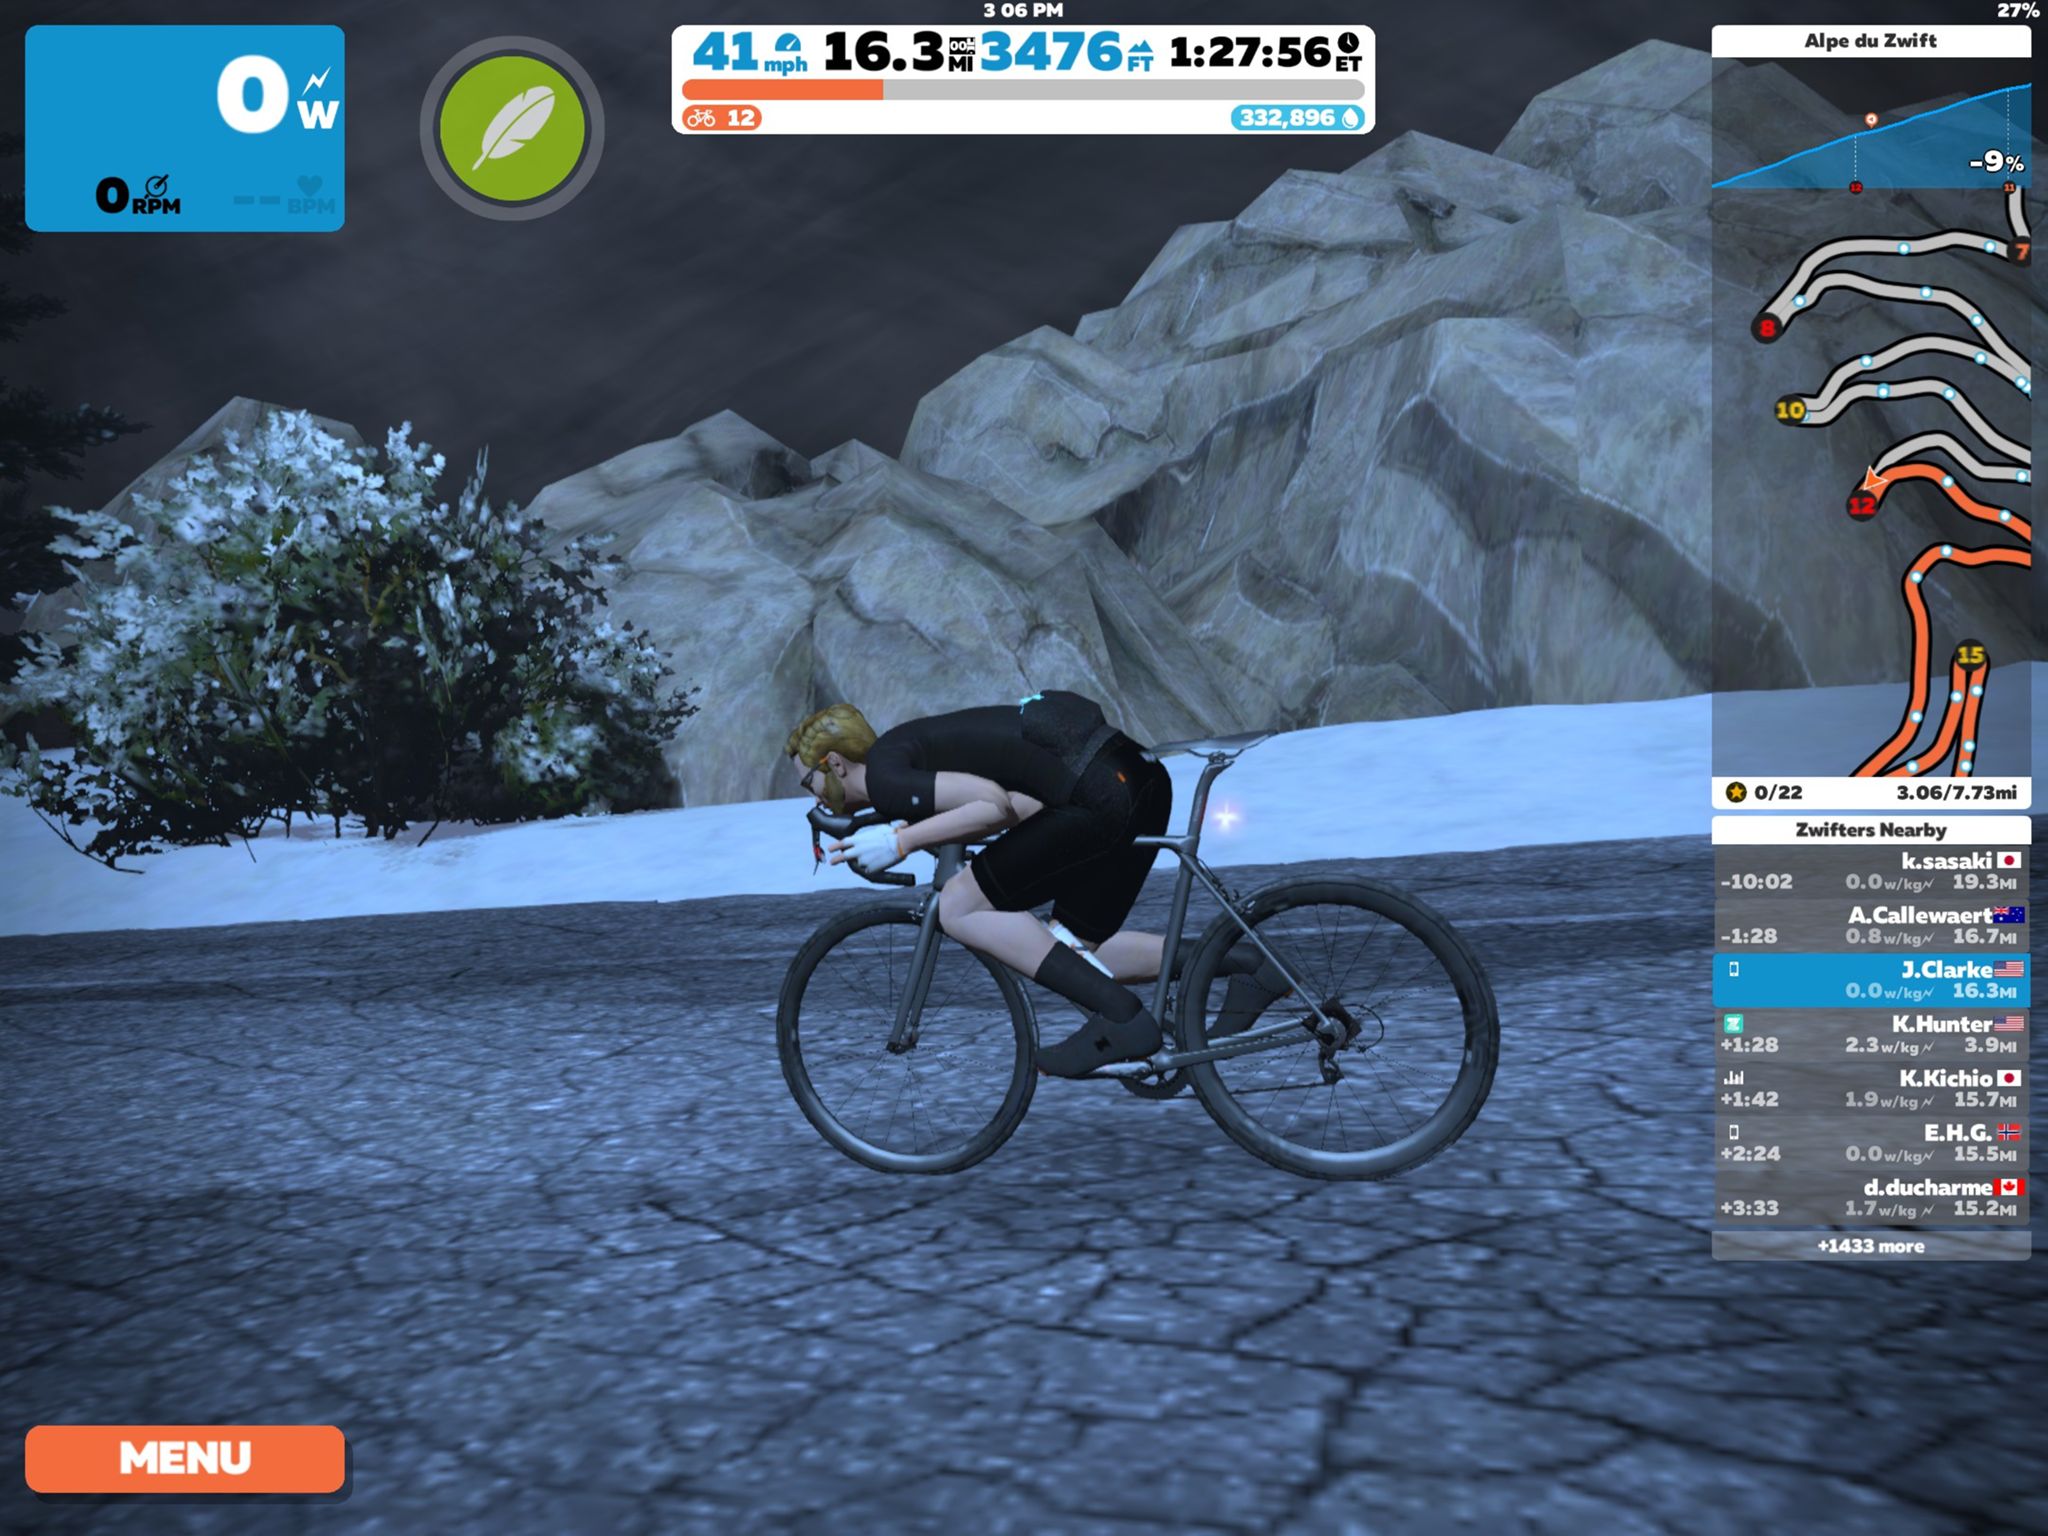 3 06 PM
27%
0 W
0 RPM
-- BPM
41 mph 16.3 MI 3476 FT 1:27:56 ET
12
332,896
MENU
Alpe du Zwift
-9%
12
11
7
8
10
12
15
0/22 3.06/7.73mi
Zwifters Nearby
k.sasaki
-10:02 0.0w/kg 19.3MI
A.Callewaert
-1:28 0.8w/kg 16.7MI
J.Clarke
0.0w/kg 16.3MI
K.Hunter
+1:28 2.3w/kg 3.9MI
K.Kichio
+1:42 1.9w/kg 15.7MI
E.H.G.
+2:24 0.0w/kg 15.5MI
d.ducharme
+3:33 1.7w/kg 15.2MI
+1433 more